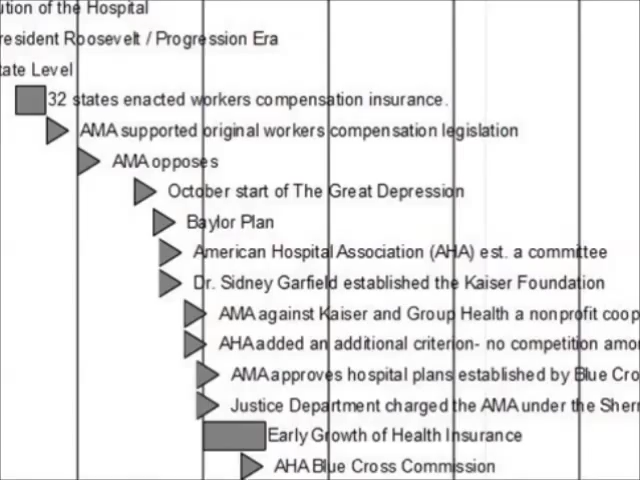 ution of the Hospital
resident Roosevelt / Progression Era
tate Level
32 states enacted workers compensation insurance.
AMA supported original workers compensation legislation
AMA opposes
October start of The Great Depression
Baylor Plan
American Hospital Association (AHA) est. a committee
Dr. Sidney Garfield established the Kaiser Foundation
AMA against Kaiser and Group Health a nonprofit coop
AHA added an additional criterion- no competition amo
AMA approves hospital plans established by Blue Cro
Justice Department charged the AMA under the Sher
Early Growth of Health Insurance
AHA Blue Cross Commission